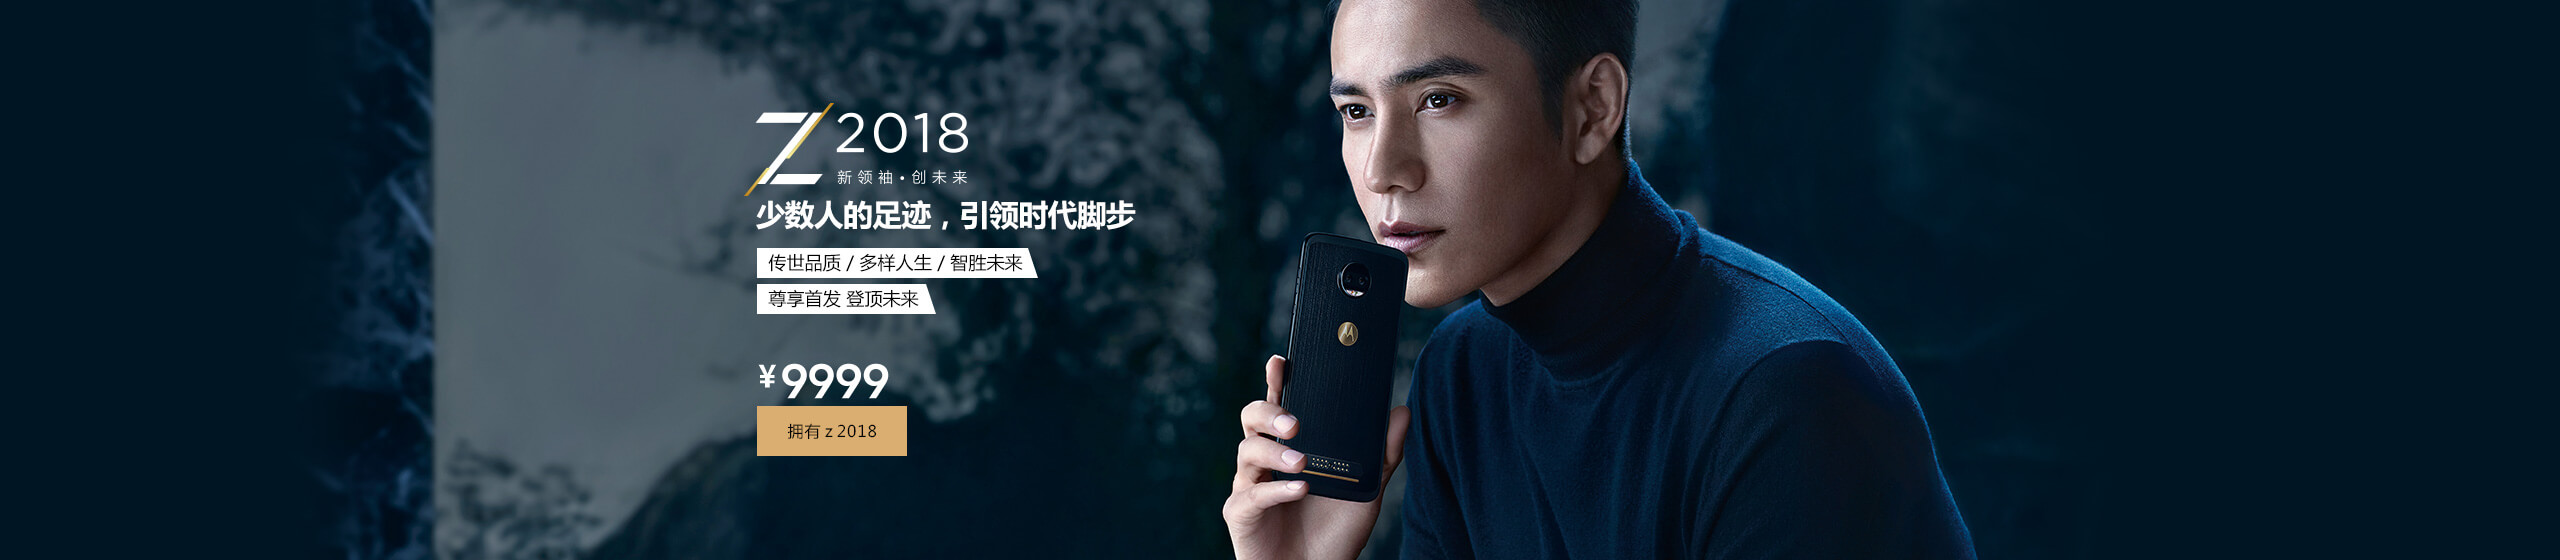 Z 2018
新领袖·创未来
少数人的足迹，引领时代脚步
传世品质 / 多样人生 / 智胜未来
尊享首发 登顶未来
¥9999
拥有 z 2018